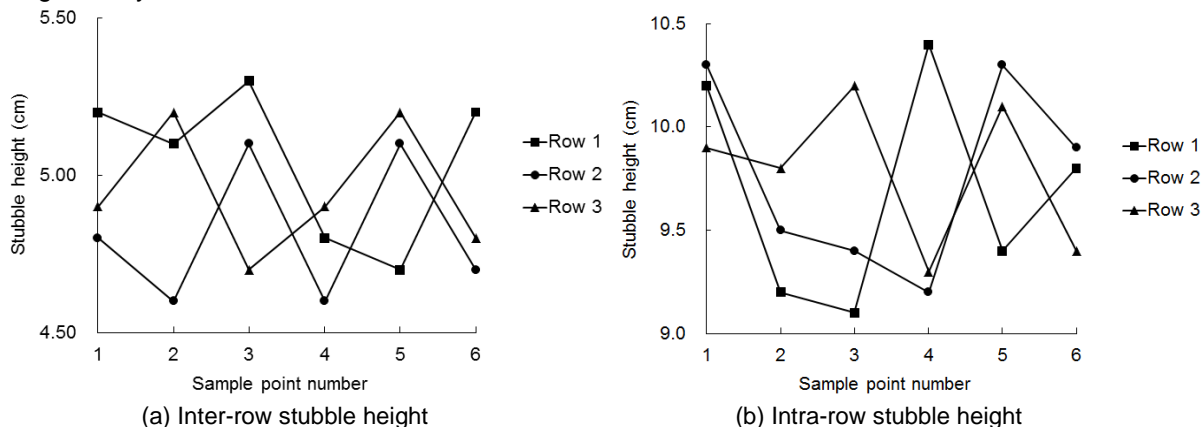 5.50
5.00
4.50
Stubble height (cm)
1 2 3 4 5 6
Sample point number
Row 1
Row 2
Row 3
(a) Inter-row stubble height
10.5
10.0
9.5
9.0
Stubble height (cm)
1 2 3 4 5 6
Sample point number
Row 1
Row 2
Row 3
(b) Intra-row stubble height